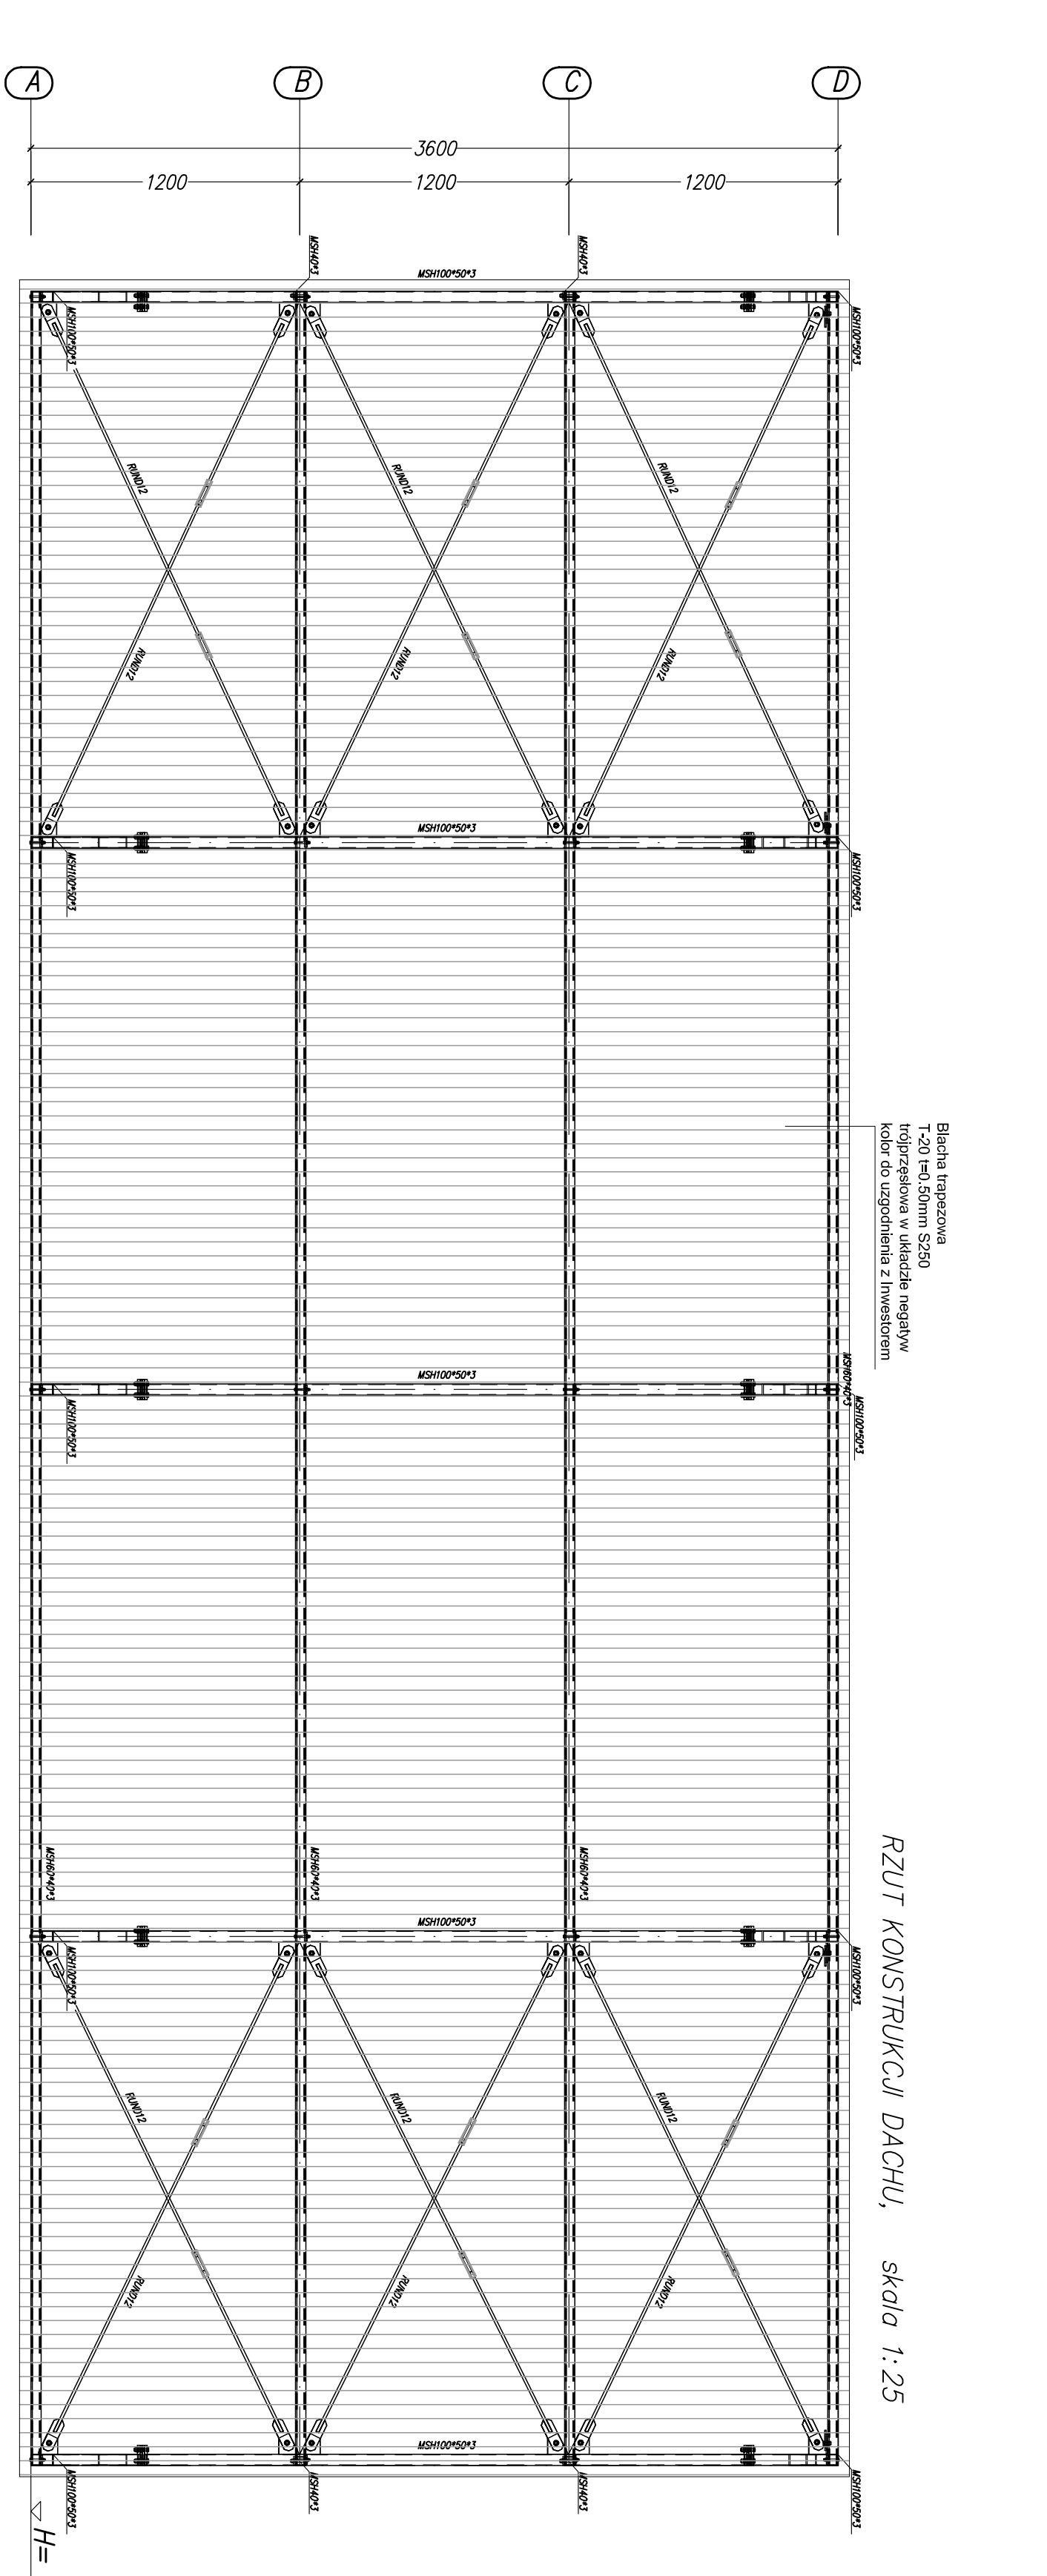 A
B
C
D
3600
1200
1200
1200
MSH40*3
MSH100*50*3
MSH40*3
MSH100*50*3
MSH100*50*3
RUND12
RUND12
RUND12
RUND12
RUND12
RUND12
MSH100*50*3
MSH100*50*3
MSH100*50*3
Blacha trapezowa
T-20 t=0.50mm S250
trójprzęsłowa w układzie negatyw
kolor do uzgodnienia z Inwestorem
MSH60*40*3
MSH100*50*3
MSH100*50*3
MSH100*50*3
RZUT KONSTRUKCJI DACHU, skala 1:25
MSH60*40*3
MSH60*40*3
MSH60*40*3
MSH100*50*3
MSH100*50*3
MSH100*50*3
RUND12
RUND12
RUND12
RUND12
RUND12
RUND12
MSH100*50*3
MSH100*50*3
MSH40*3
MSH40*3
MSH100*50*3
H=